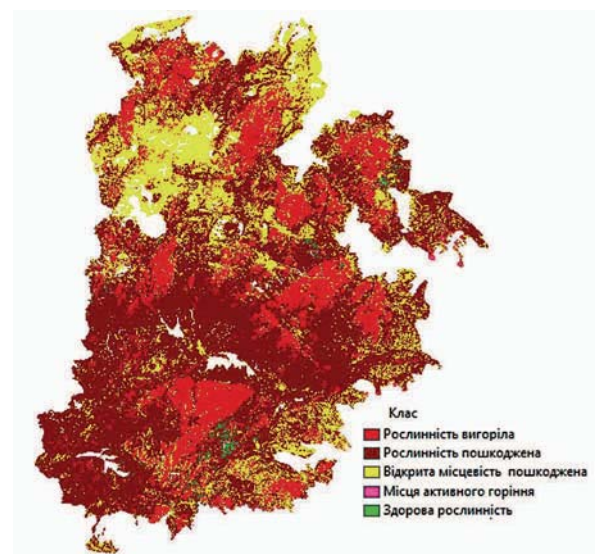 Клас
Рослинність вигоріла
Рослинність пошкоджена
Відкрита місцевість пошкоджена
Місця активного горіння
Здорова рослинність